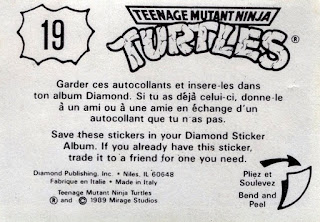 19
TEENAGE MUTANT NINJA
TURTLES®
Garder ces autocollants et insere-les dans
ton album Diamond. Si tu as déjà celui-ci, donne-le
à un ami ou à une amie en échange d'un
autocollant que tu n'as pas.
Save these stickers in your Diamond Sticker
Album. If you already have this sticker,
trade it to a friend for one you need.
Diamond Publishing, Inc. • Niles, IL 60648
Fabrique en Italie • Made in Italy
Teenage Mutant Ninja Turtles
® and © 1989 Mirage Studios
Pliez et
Soulevez
Bend and
Peel